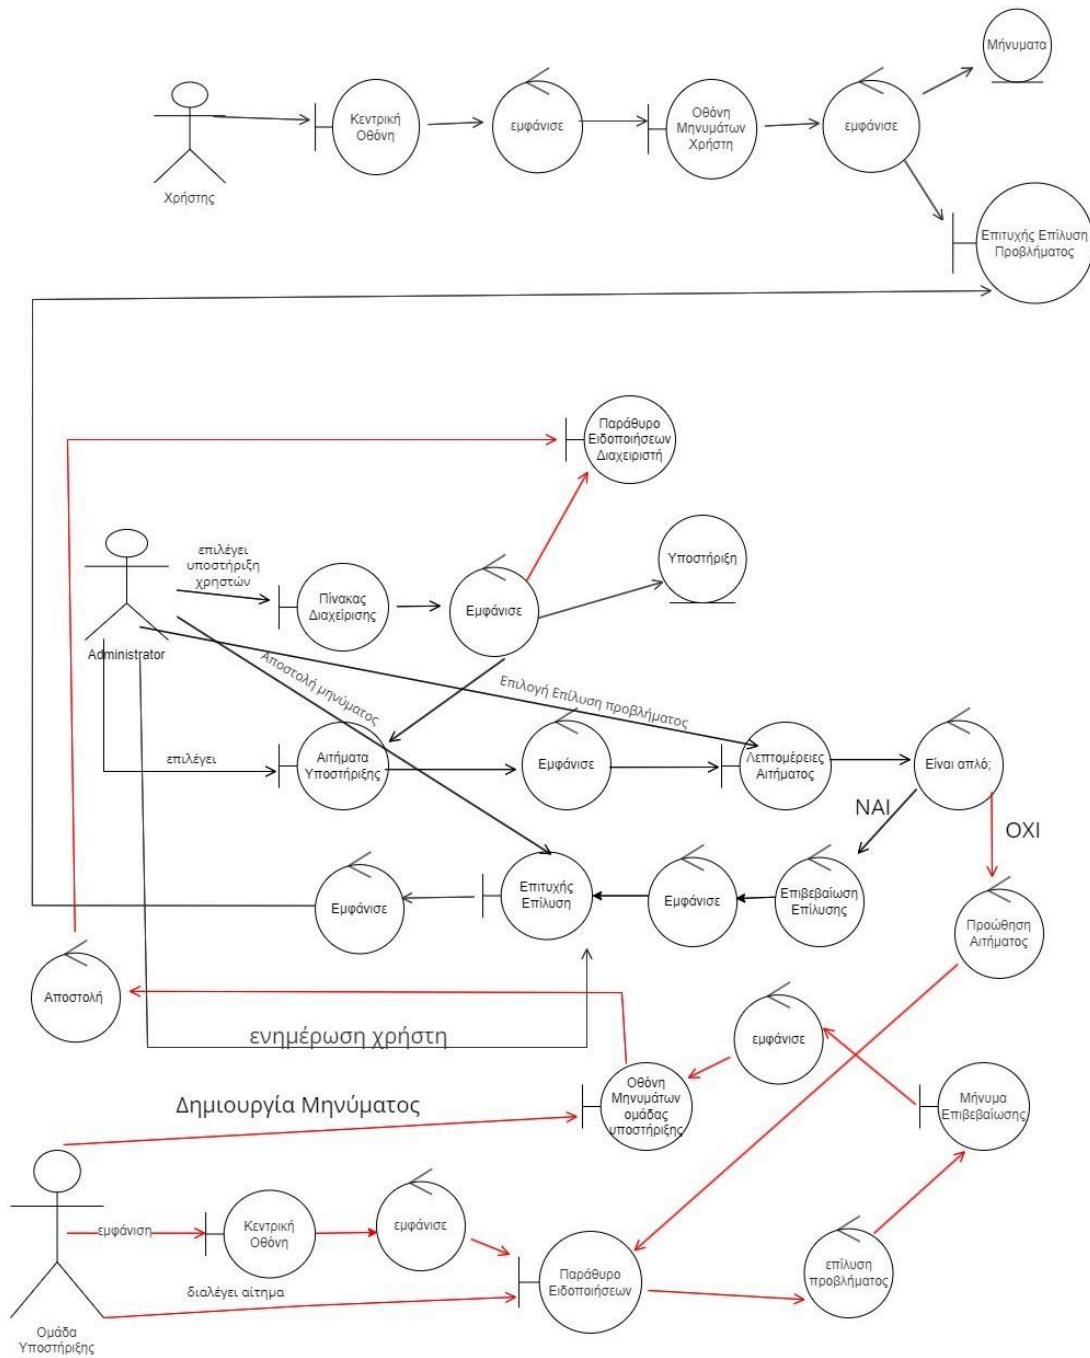 Μήνυματα
Κεντρική
Οθόνη
εμφάνισε
Οθόνη
Μηνυμάτων
Χρήστη
εμφάνισε
Χρήστης
Επιτυχής Επίλυση
Προβλήματος
Παράθυρο
Ειδοποιήσεων
Διαχειριστή
επιλέγει
υποστήριξη
χρηστών
Πίνακας
Διαχείρισης
Εμφάνισε
Υποστήριξη
Administrator
Αποστολή μηνύματος
Επιλογή Επίλυση προβλήματος
επιλέγει
Αιτήματα
Υποστήριξης
Εμφάνισε
Λεπτομέρειες
Αιτήματος
Είναι απλό;
ΝΑΙ
ΟΧΙ
Εμφάνισε
Επιτυχής
Επίλυση
Εμφάνισε
Επιβεβαίωση
Επίλυσης
Προώθηση
Αιτήματος
Αποστολή
ενημέρωση χρήστη
εμφάνισε
Δημιουργία Μηνύματος
Οθόνη
Μηνυμάτων
ομάδας
υποστήριξης
Μήνυμα
Επιβεβαίωσης
εμφάνιση
Κεντρική
Οθόνη
εμφάνισε
διαλέγει αίτημα
Παράθυρο
Ειδοποιήσεων
επίλυση
προβλήματος
Ομάδα
Υποστήριξης